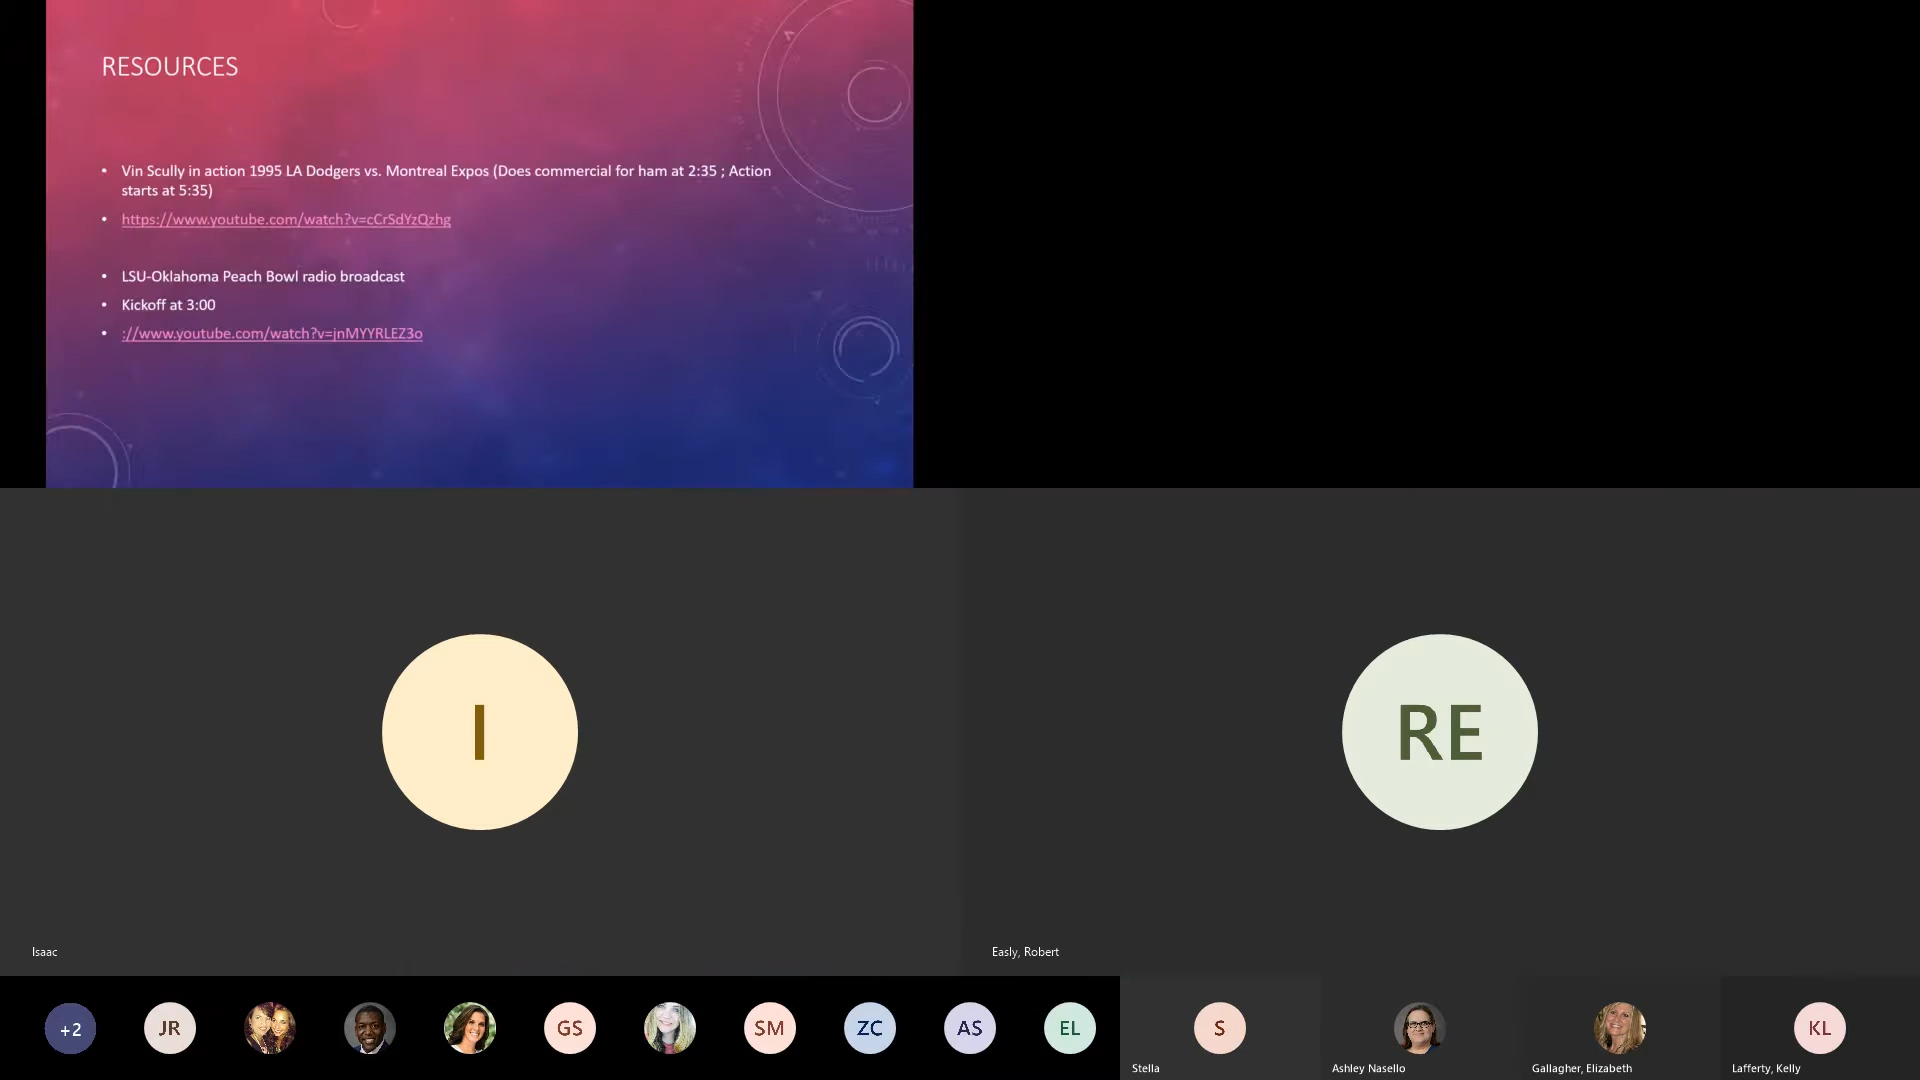 RESOURCES
• Vin Scully in action 1995 LA Dodgers vs. Montreal Expos (Does commercial for ham at 2:35 ; Action
starts at 5:35)
• https://www.youtube.com/watch?v=cCrSdYzQzhg
• LSU-Oklahoma Peach Bowl radio broadcast
• Kickoff at 3:00
• ://www.youtube.com/watch?v=jnMYYRLEZ3o
I
RE
Isaac
Easly, Robert
+2
JR
GS
SM
ZC
AS
EL
S
KL
Stella
Ashley Nasello
Gallagher, Elizabeth
Lafferty, Kelly